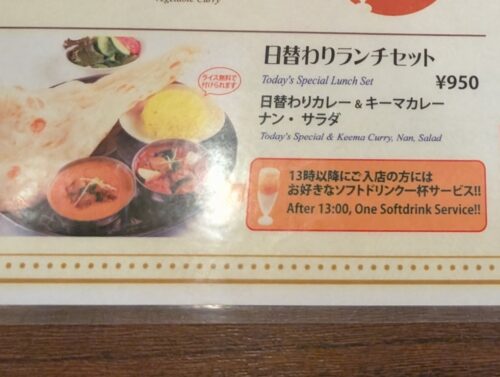 Vegetable Curry
日替わりランチセット
Today's Special Lunch Set
¥950
日替わりカレー & キーマカレー
ナン・サラダ
Today's Special & Keema Curry, Nan, Salad
ライス無料で
付けられます
13時以降にご入店の方には
お好きなソフトドリンク一杯サービス!!
After 13:00, One Softdrink Service!!